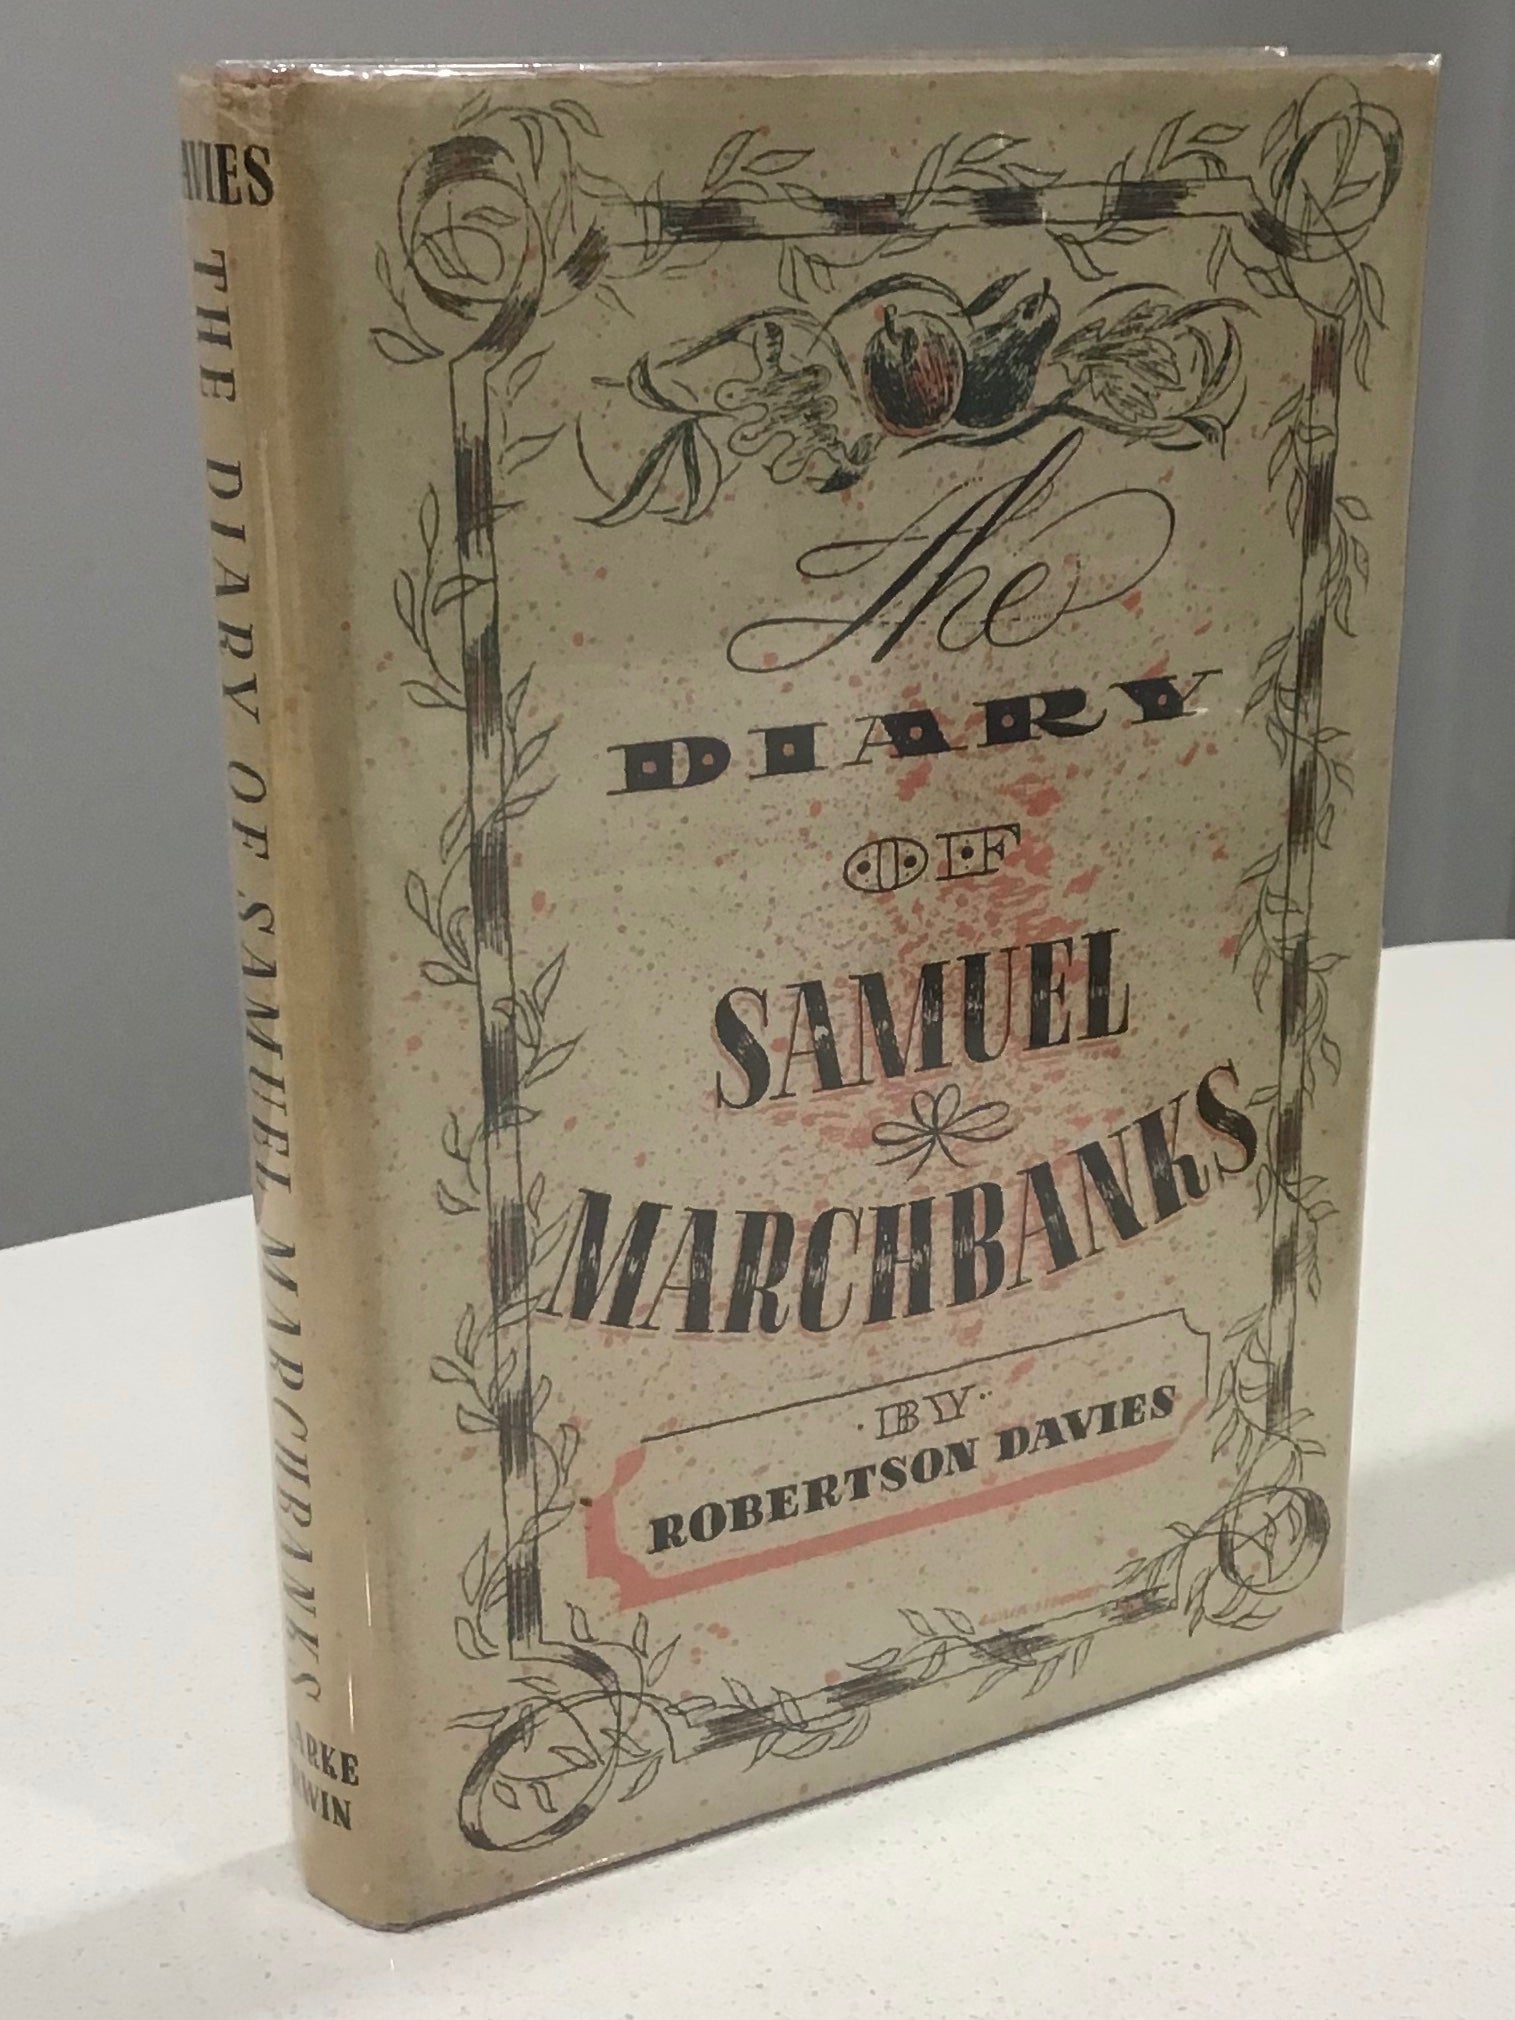 The
DIARY
OF
SAMUEL
MARCHBANKS
·BY·
ROBERTSON DAVIES
THE DIARY OF SAMUEL MARCHBANKS